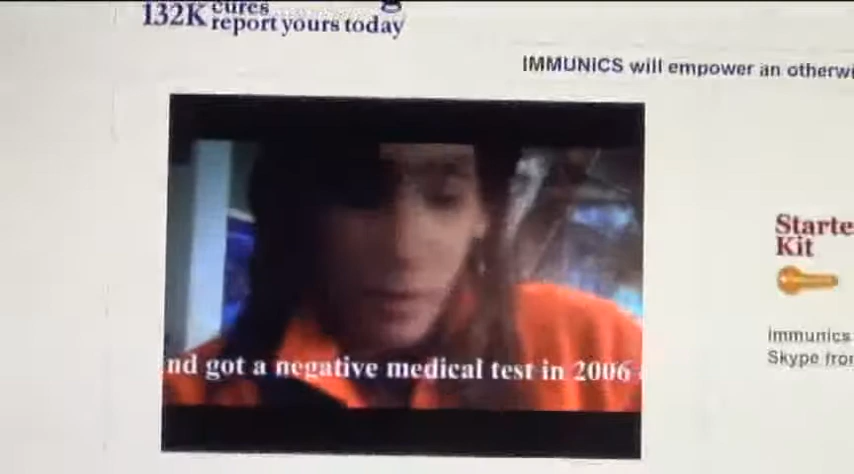 132K cures
report yours today
IMMUNICS will empower an otherwi
nd got a negative medical test in 2006
Starte
Kit
Immunics
Skype fro